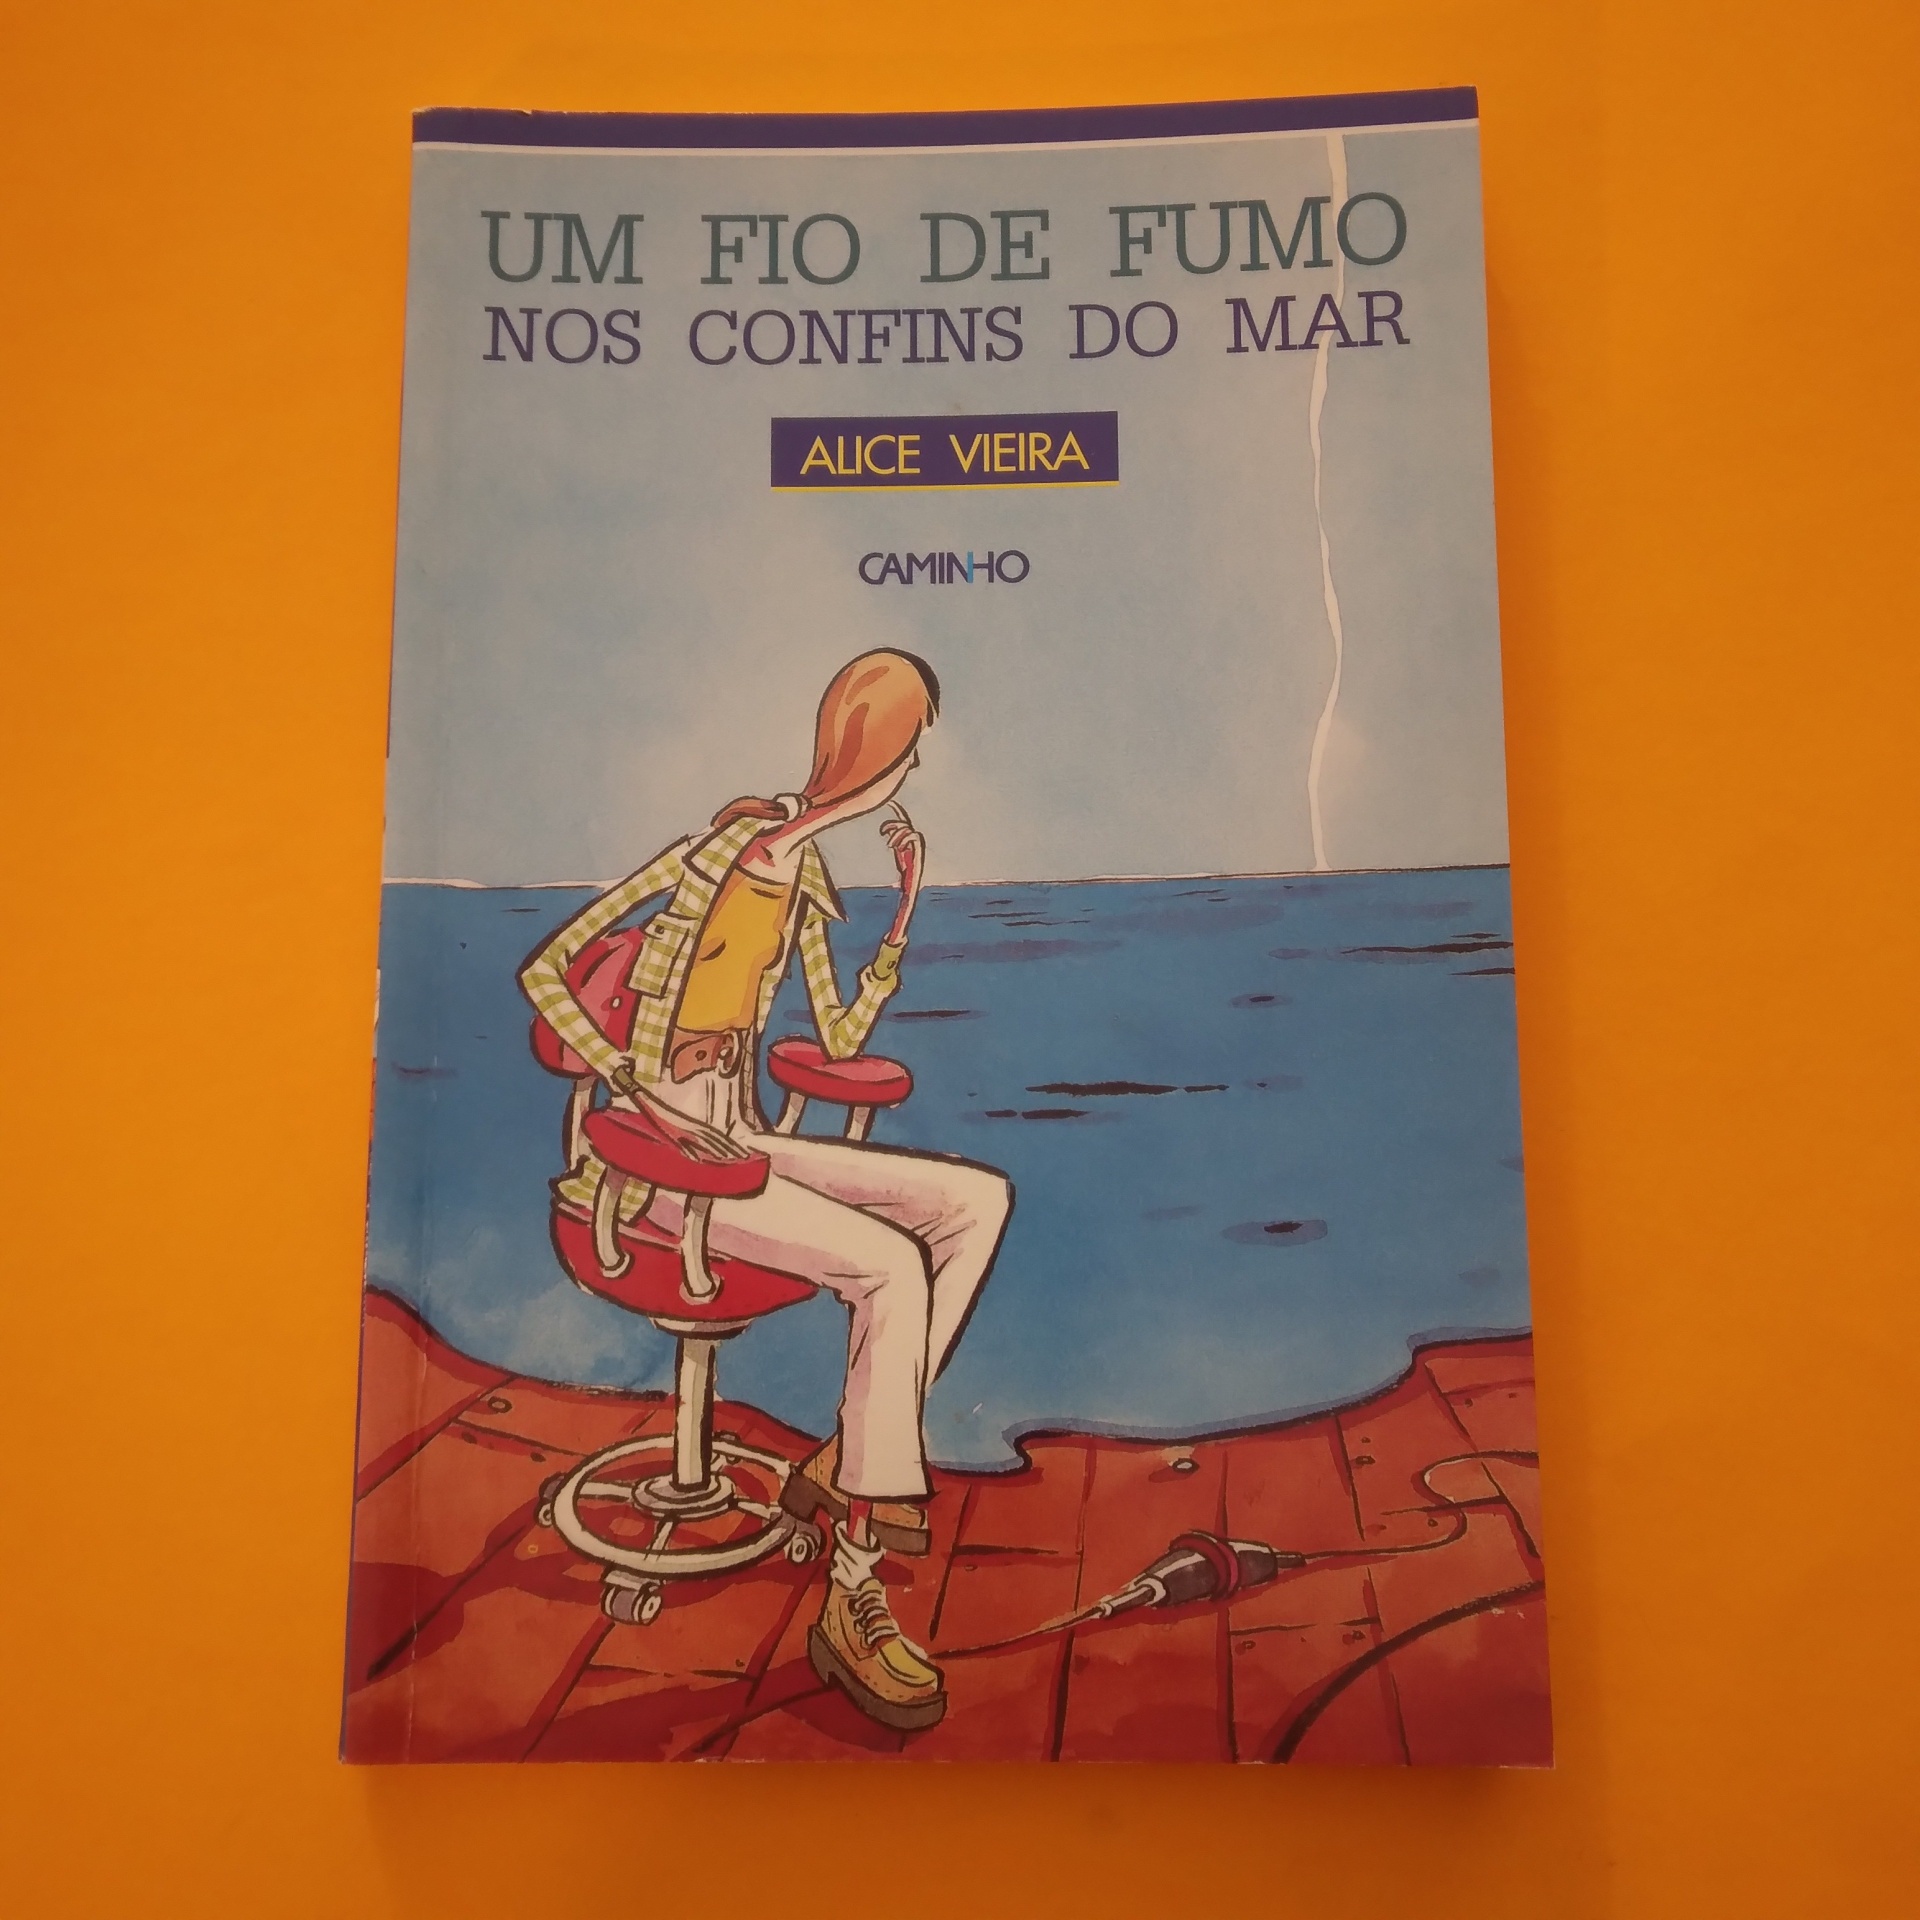 UM FIO DE FUMO
NOS CONFINS DO MAR
ALICE VIEIRA
CAMINHO